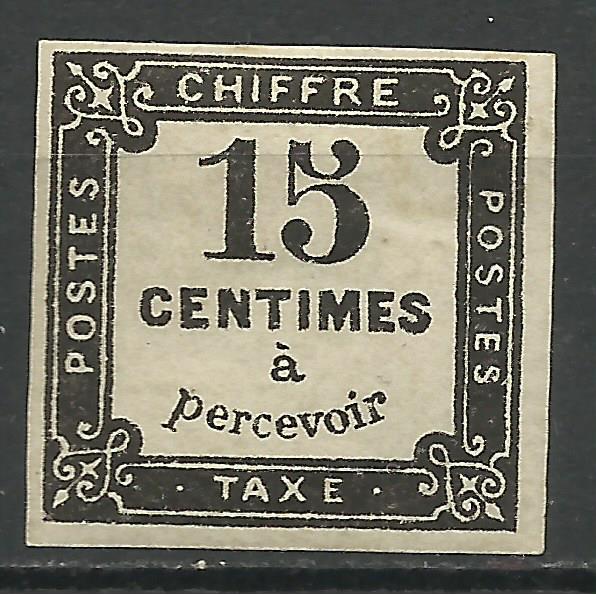 CHIFFRE
POSTES
15
CENTIMES
à
percevoir
POSTES
· TAXE ·